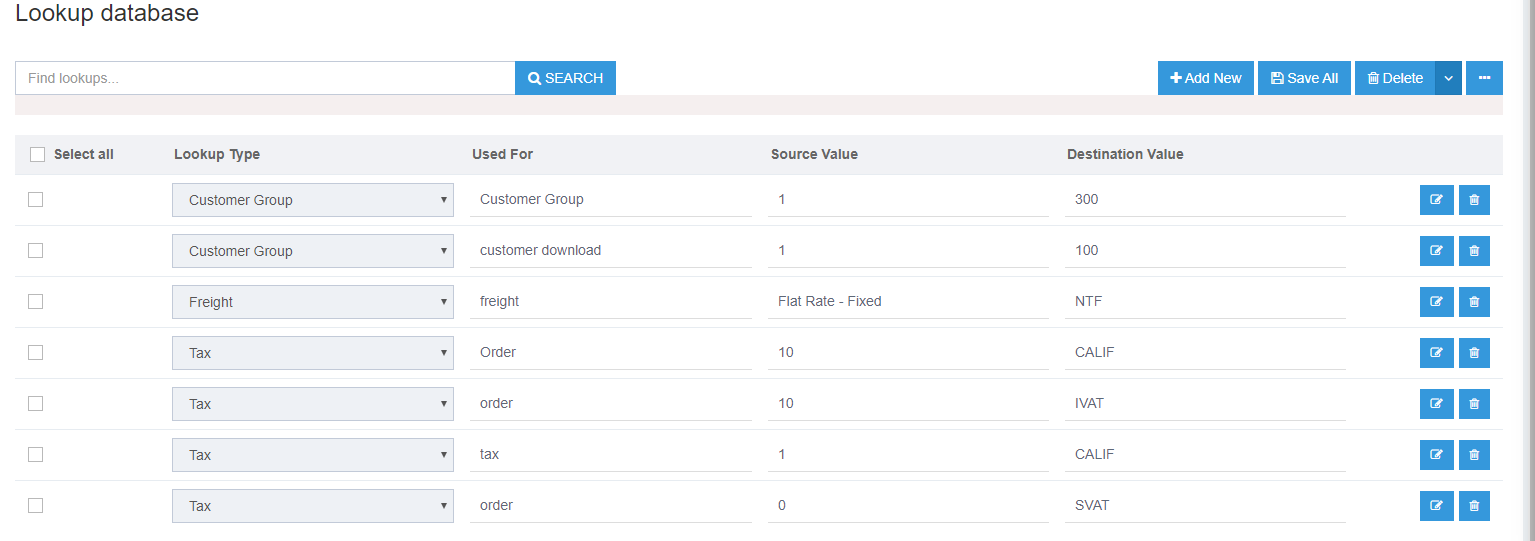 Lookup database
Find lookups... SEARCH Add New Save All Delete
Select all Lookup Type Used For Source Value Destination Value
Customer Group Customer Group 1 300
Customer Group customer download 1 100
Freight freight Flat Rate - Fixed NTF
Tax Order 10 CALIF
Tax order 10 IVAT
Tax tax 1 CALIF
Tax order 0 SVAT